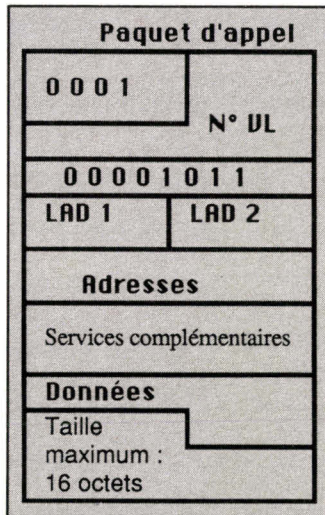 Paquet d'appel
0 0 0 1
N° VL
0 0 0 0 1 0 1 1
LAD 1 LAD 2
Adresses
Services complémentaires
Données
Taille
maximum :
16 octets